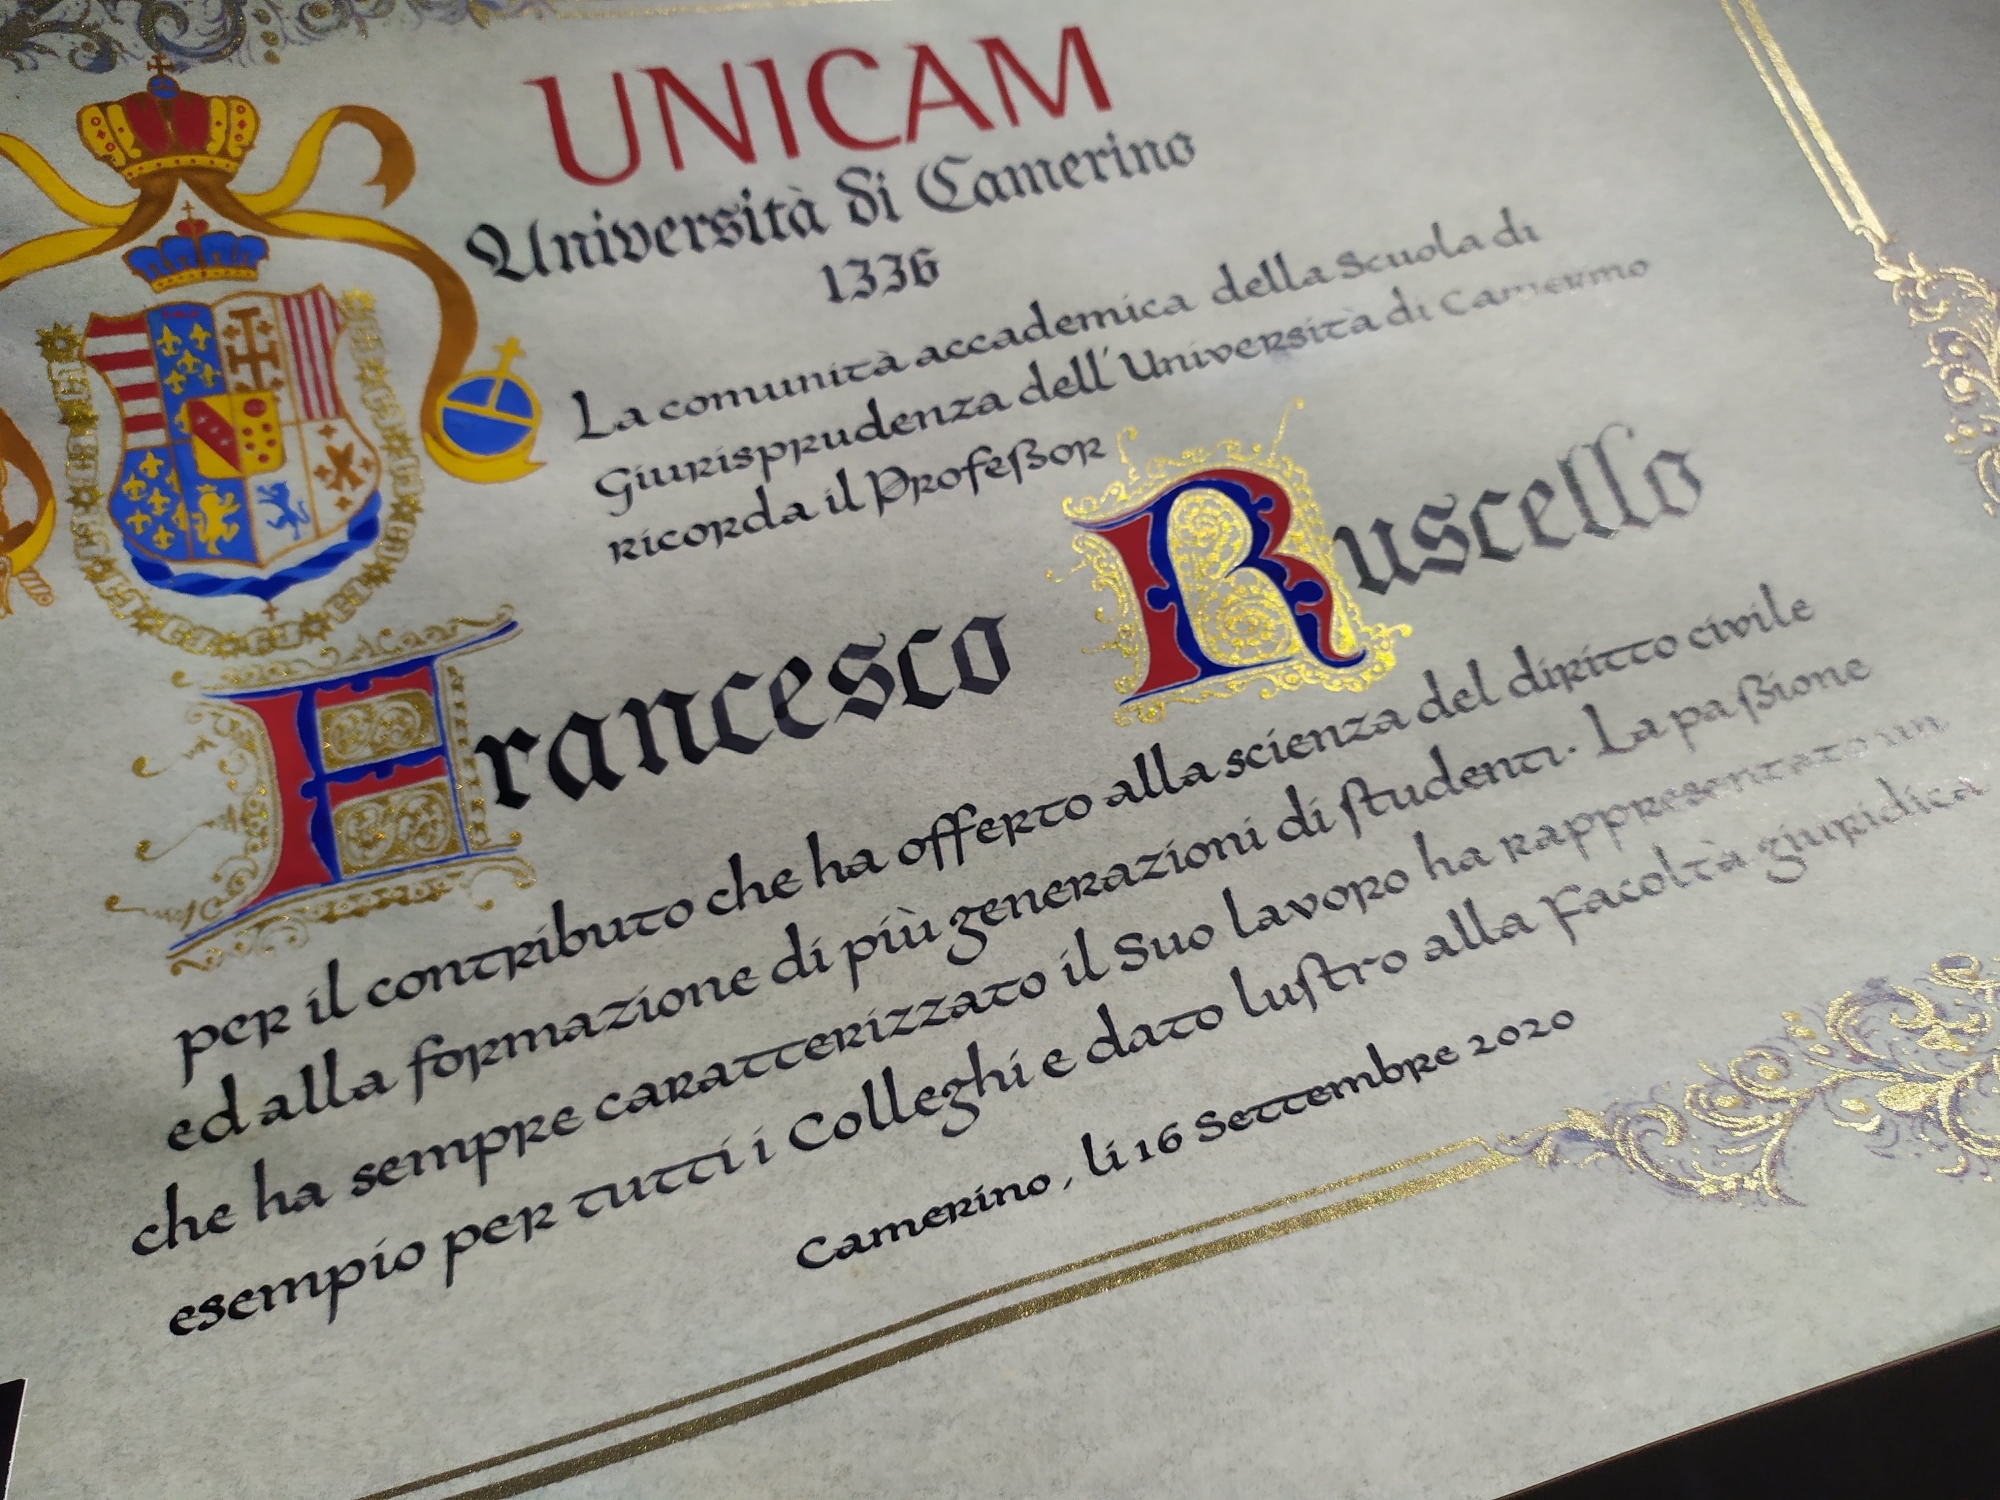 UNICAM
Università di Camerino
1336
La comunità accademica della Scuola di
Giurisprudenza dell'Università di Camerino
ricorda il Profeßor
Francesco Ruscello
per il contributo che ha offerto alla scienza del diritto civile
ed alla formazione di più generazioni di studenti. La paßione
che ha sempre caratterizzato il Suo lavoro ha rappresentato un
esempio per tutti i Colleghi e dato lustro alla Facoltà giuridica
Camerino, li 16 Settembre 2020